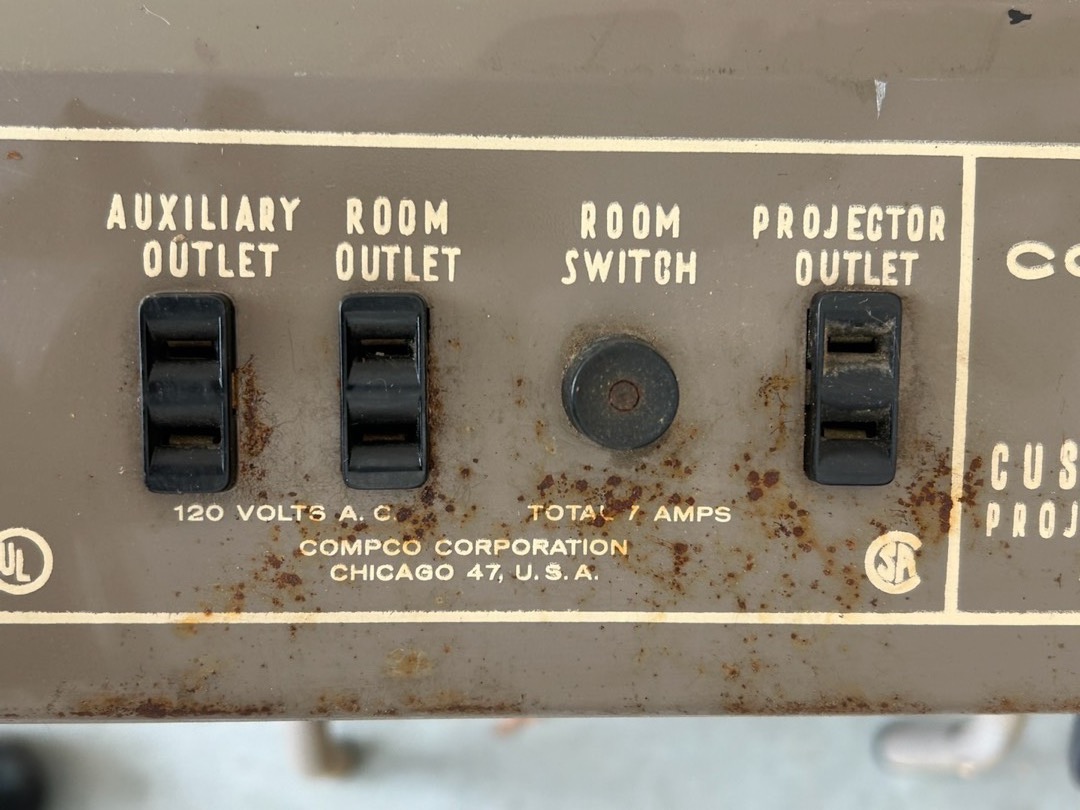 AUXILIARY OUTLET
ROOM OUTLET
ROOM SWITCH
PROJECTOR OUTLET
120 VOLTS A. C.
TOTAL 7 AMPS
COMPCO CORPORATION
CHICAGO 47, U.S.A.
UL
SA
CO
CUS
PROJ